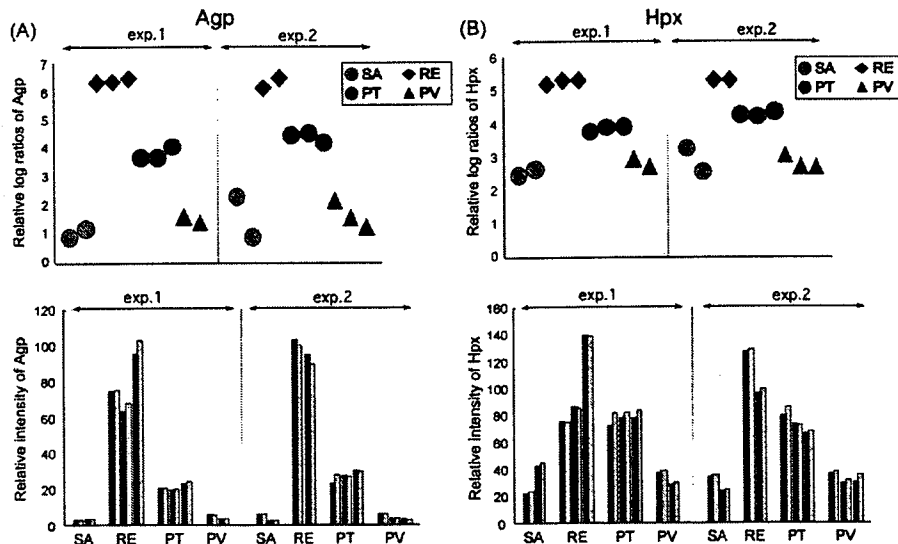 (A)
Agp
exp.1
exp.2
Relative log ratios of Agp
7
6
5
4
3
2
1
0
SA
RE
PT
PV
exp.1
exp.2
Relative intensity of Agp
120
100
80
60
40
20
0
SA RE PT PV SA RE PT PV
(B)
Hpx
exp.1
exp.2
Relative log ratios of Hpx
6
5
4
3
2
1
0
SA
RE
PT
PV
exp.1
exp.2
Relative intensity of Hpx
160
140
120
100
80
60
40
20
0
SA RE PT PV SA RE PT PV